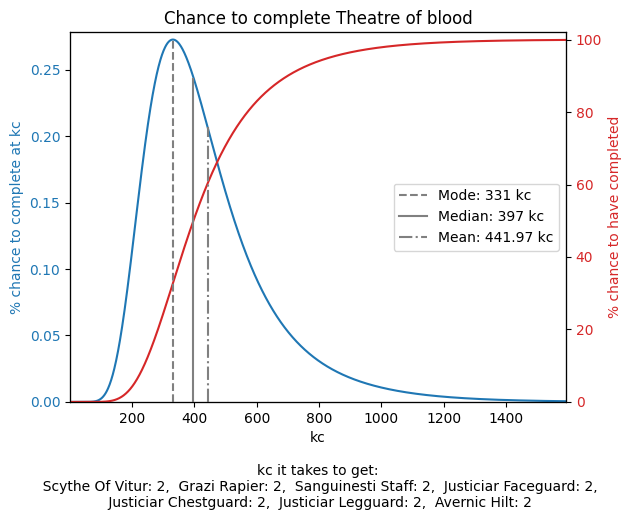 Chance to complete Theatre of blood
% chance to complete at kc
0.25
0.20
0.15
0.10
0.05
0.00
Mode: 331 kc
Median: 397 kc
Mean: 441.97 kc
100
80
60
40
20
0
% chance to have completed
200 400 600 800 1000 1200 1400
kc
kc it takes to get:
Scythe Of Vitur: 2, Grazi Rapier: 2, Sanguinesti Staff: 2, Justiciar Faceguard: 2,
Justiciar Chestguard: 2, Justiciar Legguard: 2, Avernic Hilt: 2